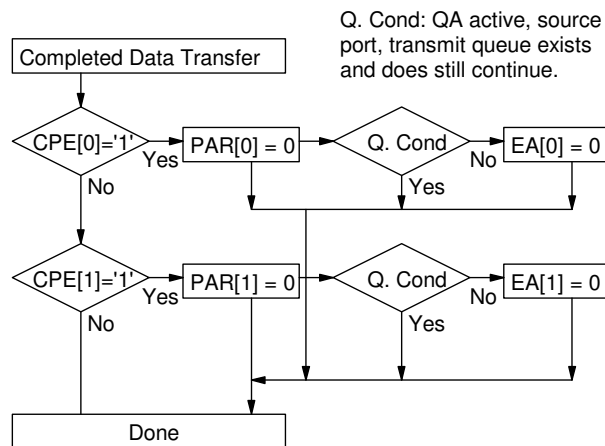 Q. Cond: QA active, source
port, transmit queue exists
and does still continue.
Completed Data Transfer
CPE[0]='1'
Yes
PAR[0] = 0
Q. Cond
No
EA[0] = 0
No
Yes
CPE[1]='1'
Yes
PAR[1] = 0
Q. Cond
No
EA[1] = 0
No
Yes
Done